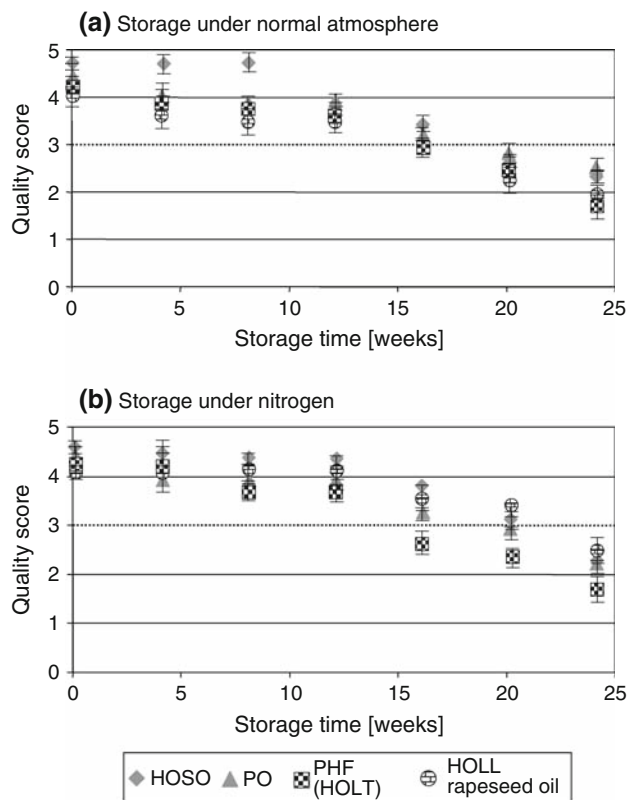 (a) Storage under normal atmosphere
5
4
3
2
1
0
Quality score
0 5 10 15 20 25
Storage time [weeks]
(b) Storage under nitrogen
5
4
3
2
1
0
Quality score
0 5 10 15 20 25
Storage time [weeks]
HOSO
PO
PHF
(HOLT)
HOLL
rapeseed oil